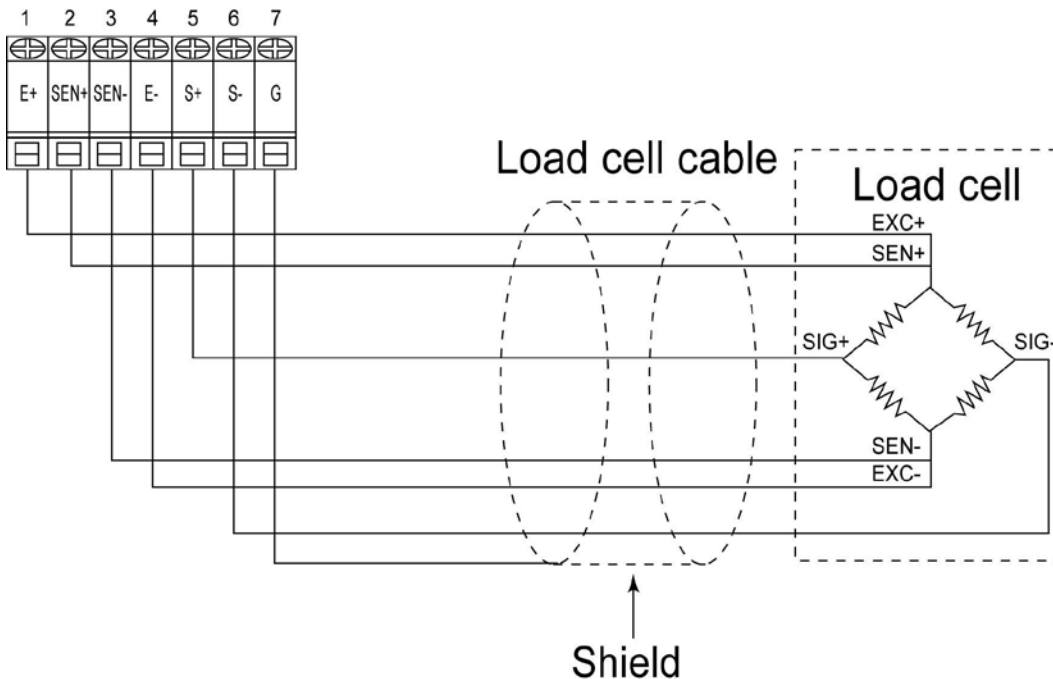 1 2 3 4 5 6 7
E+ SEN+ SEN- E- S+ S- G
Load cell cable
Load cell
EXC+
SEN+
SIG+ SIG-
SEN-
EXC-
Shield